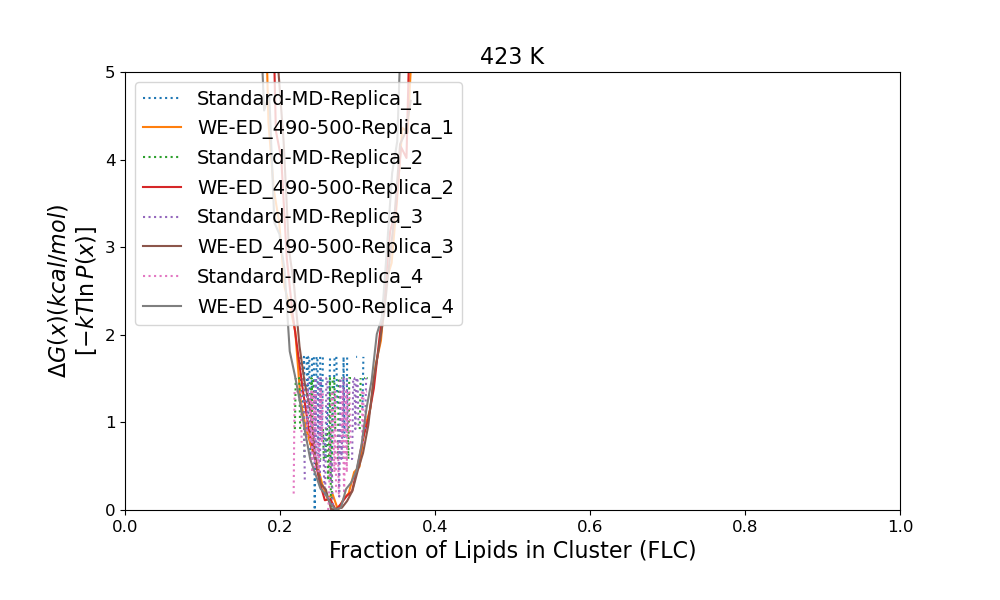 423 K
5
4
3
2
1
0
ΔG(x)(kcal/mol)
[−kTln P(x)]
Standard-MD-Replica_1
WE-ED_490-500-Replica_1
Standard-MD-Replica_2
WE-ED_490-500-Replica_2
Standard-MD-Replica_3
WE-ED_490-500-Replica_3
Standard-MD-Replica_4
WE-ED_490-500-Replica_4
0.0 0.2 0.4 0.6 0.8 1.0
Fraction of Lipids in Cluster (FLC)